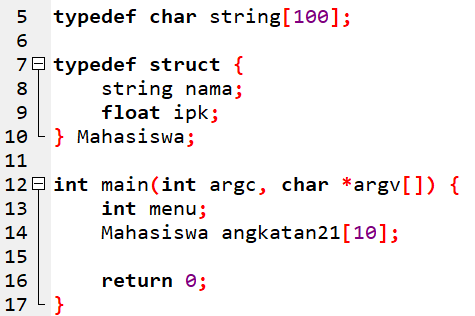 5 typedef char string[100];
6
7 typedef struct {
8 string nama;
9 float ipk;
10 } Mahasiswa;
11
12 int main(int argc, char *argv[]) {
13 int menu;
14 Mahasiswa angkatan21[10];
15
16 return 0;
17 }